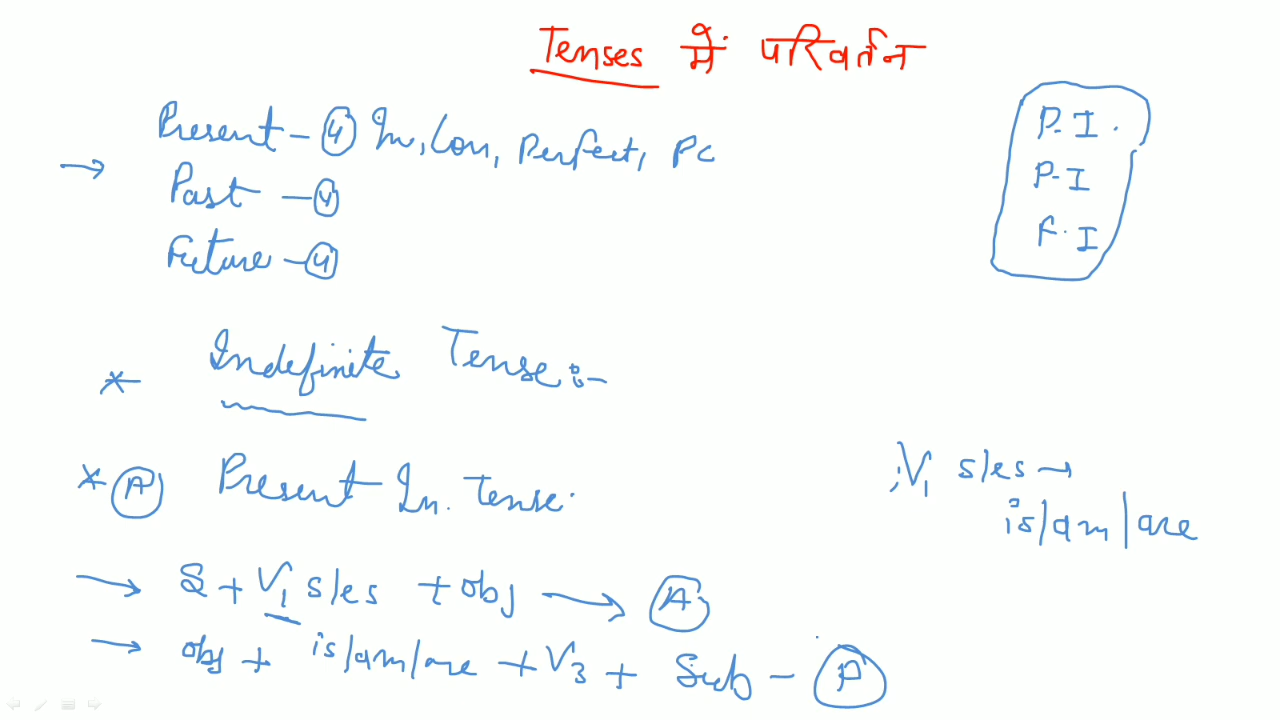 Tenses में परिवर्तन
Present - 4 In, Con, Perfect, Pc
→ Past - 4
Future - 4
P.I.
P-I
F.I
* Indefinite Tense :-
* A Present In. tense.
V1 s/es →
is/am/are
→ S + V1 s/es + obj → A
→ obj + is/am/are + V3 + Sub - P